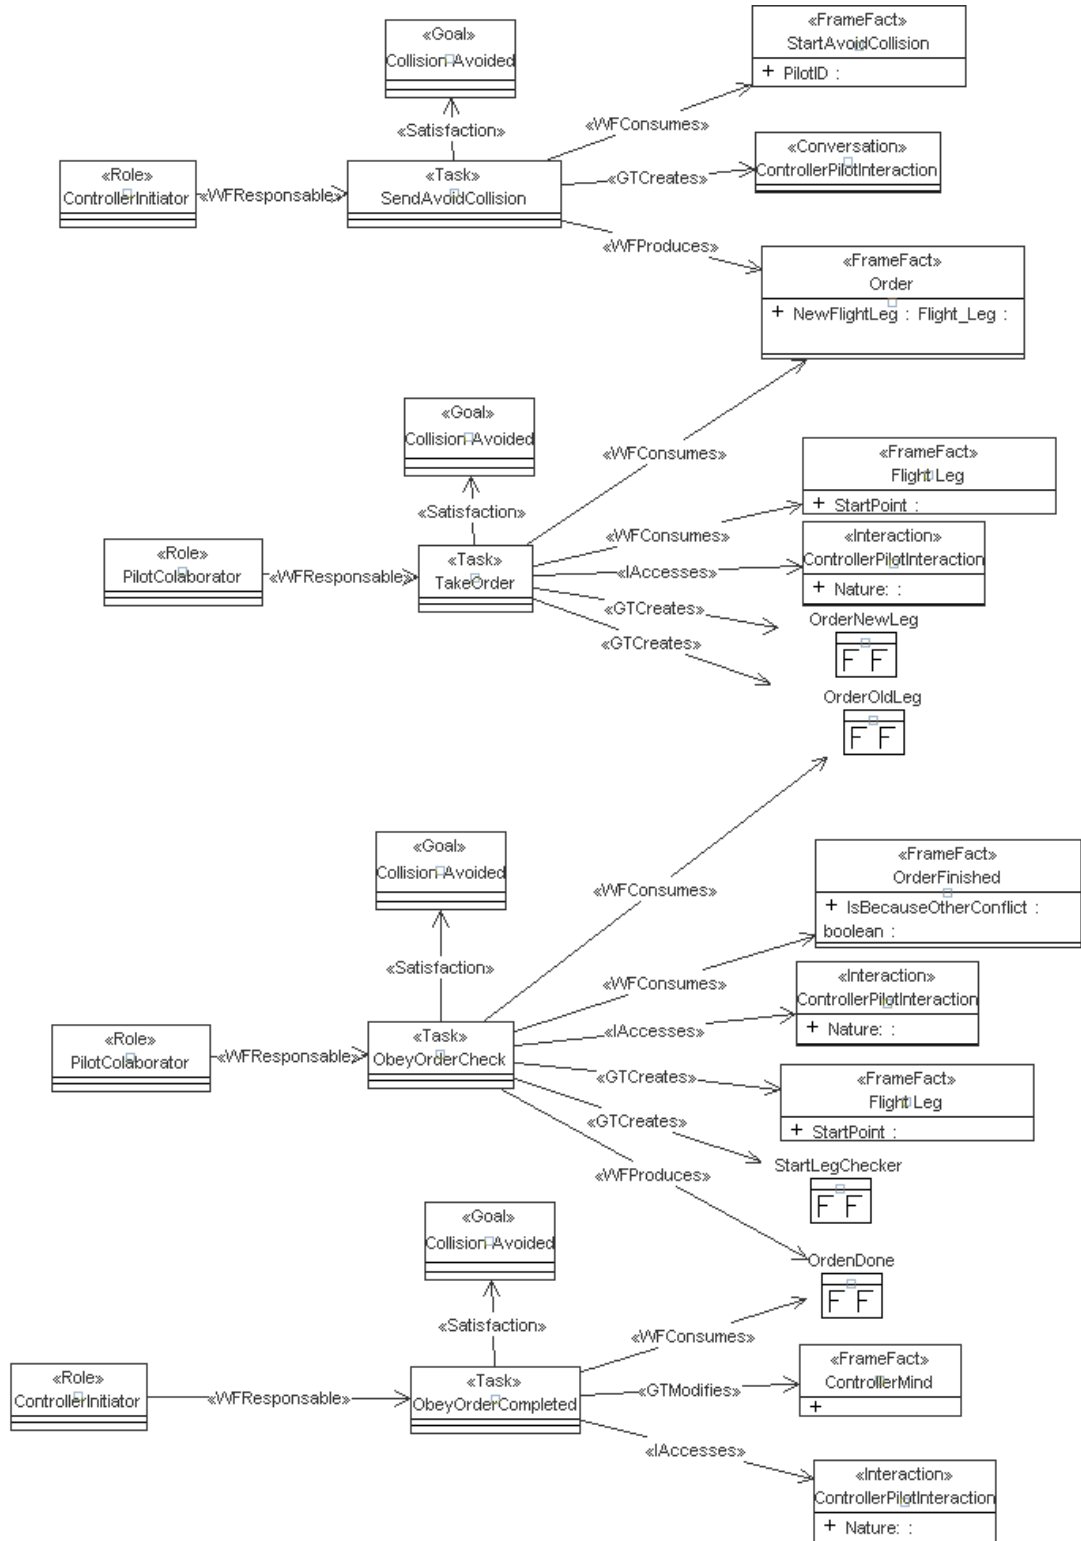 «Goal»
Collision Avoided
«FrameFact»
StartAvoidCollision
+ PilotID :
«Satisfaction»
«WFConsumes»
«Conversation»
ControllerPilotInteraction
«Role»
ControllerInitiator
«WFResponsable»
«Task»
SendAvoidCollision
«GTCreates»
«WFProduces»
«FrameFact»
Order
+ NewFlightLeg : Flight_Leg :
«Goal»
Collision Avoided
«WFConsumes»
«FrameFact»
Flight Leg
+ StartPoint :
«Satisfaction»
«WFConsumes»
«Role»
PilotColaborator
«WFResponsable»
«Task»
TakeOrder
«IAccesses»
«Interaction»
ControllerPilotInteraction
+ Nature: :
«GTCreates»
OrderNewLeg
F F
«GTCreates»
OrderOldLeg
F F
«Goal»
Collision Avoided
«WFConsumes»
«FrameFact»
OrderFinished
+ IsBecauseOtherConflict :
boolean :
«Satisfaction»
«WFConsumes»
«Interaction»
ControllerPilotInteraction
+ Nature: :
«Role»
PilotColaborator
«WFResponsable»
«Task»
ObeyOrderCheck
«IAccesses»
«GTCreates»
«FrameFact»
Flight Leg
+ StartPoint :
«GTCreates»
StartLegChecker
F F
«WFProduces»
«Goal»
Collision Avoided
OrdenDone
F F
«Satisfaction»
«WFConsumes»
«Role»
ControllerInitiator
«WFResponsable»
«Task»
ObeyOrderCompleted
«GTModifies»
«FrameFact»
ControllerMind
+
«IAccesses»
«Interaction»
ControllerPilotInteraction
+ Nature: :